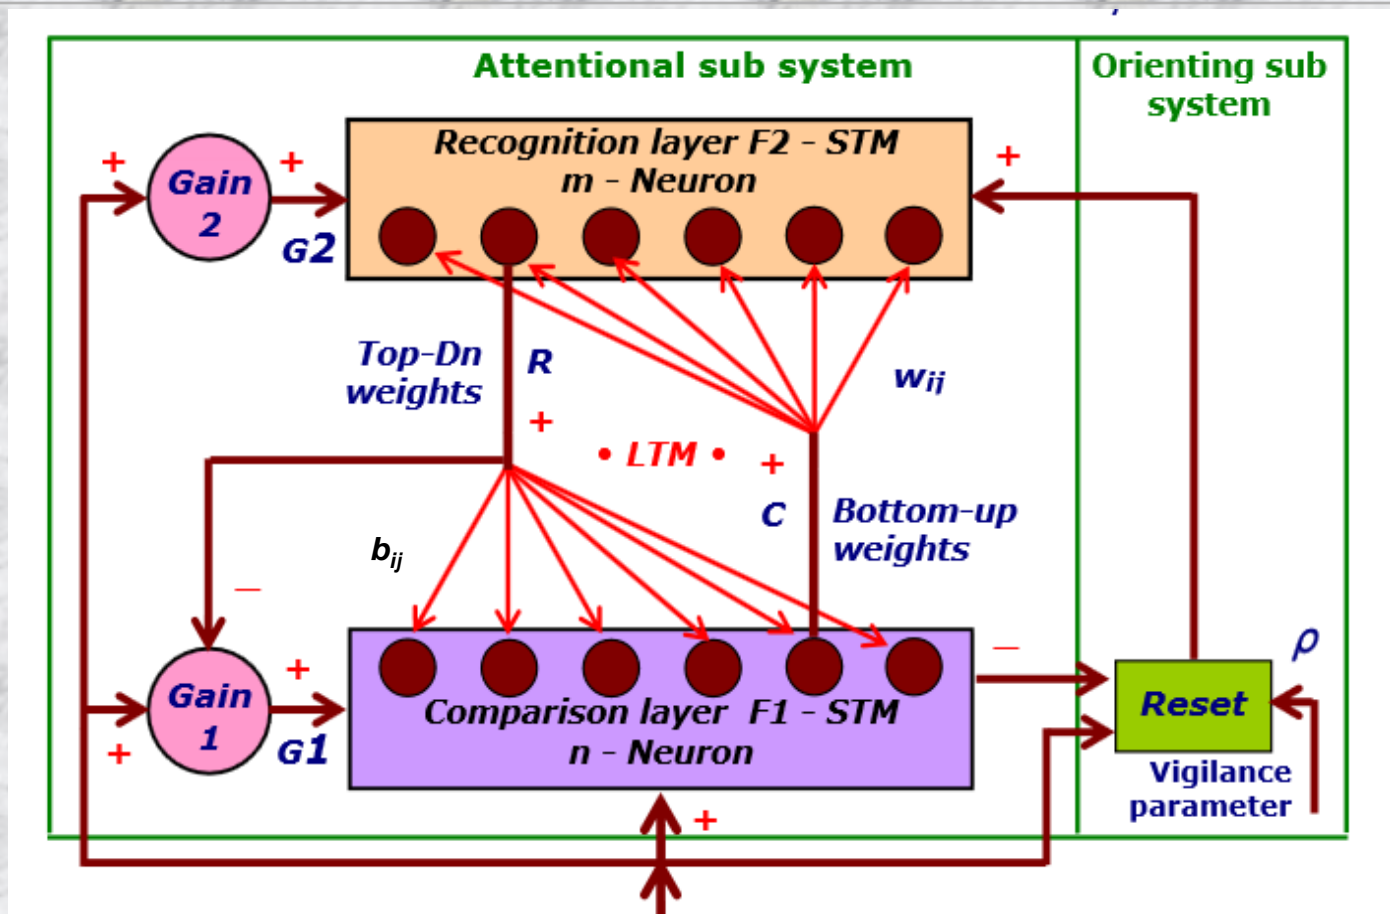 Attentional sub system
Orienting sub
system
Recognition layer F2 - STM
m - Neuron
+
+
+
Gain
2
G2
Top-Dn
weights
R
+
wij
• LTM •
+
C
Bottom-up
weights
bij
–
–
+
+
Gain
1
G1
Comparison layer F1 - STM
n - Neuron
ρ
Reset
Vigilance
parameter
+